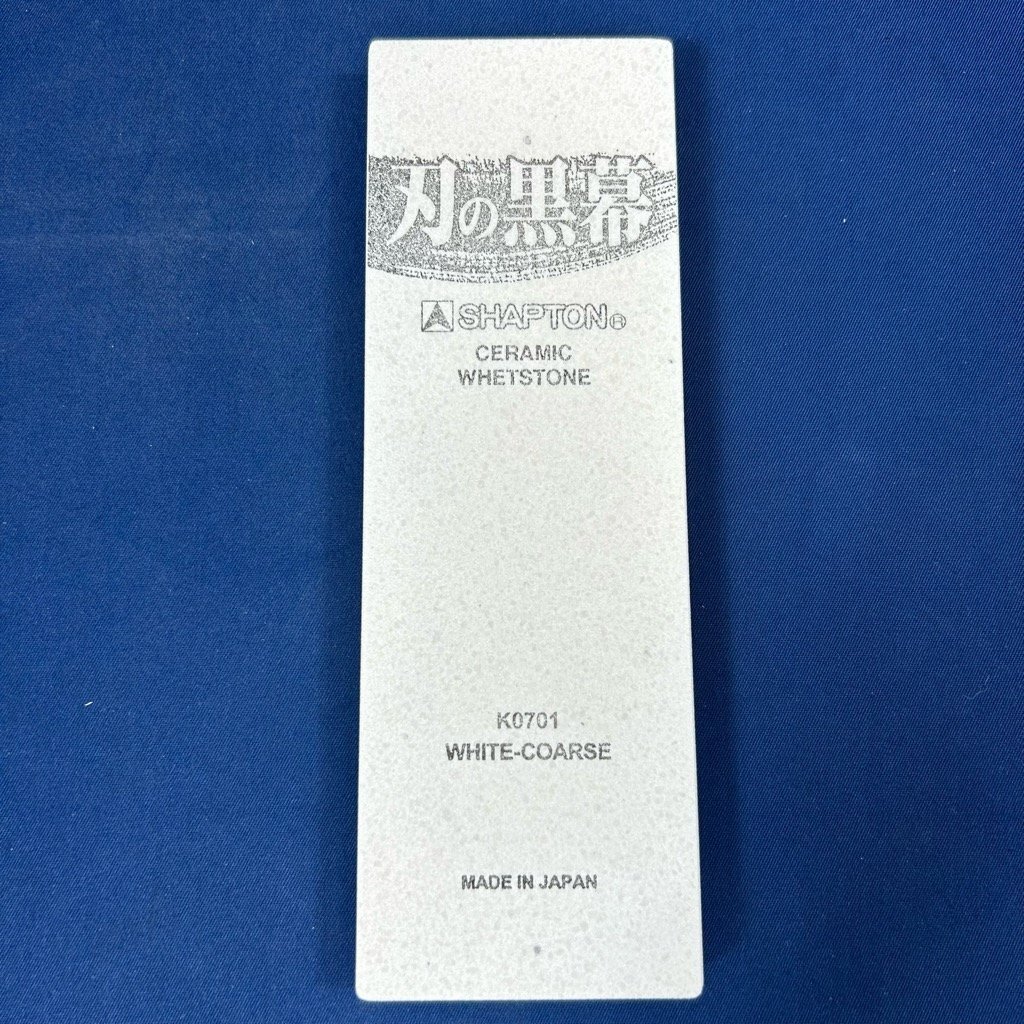 刃の黒幕
SHAPTON®
CERAMIC
WHETSTONE
K0701
WHITE-COARSE
MADE IN JAPAN